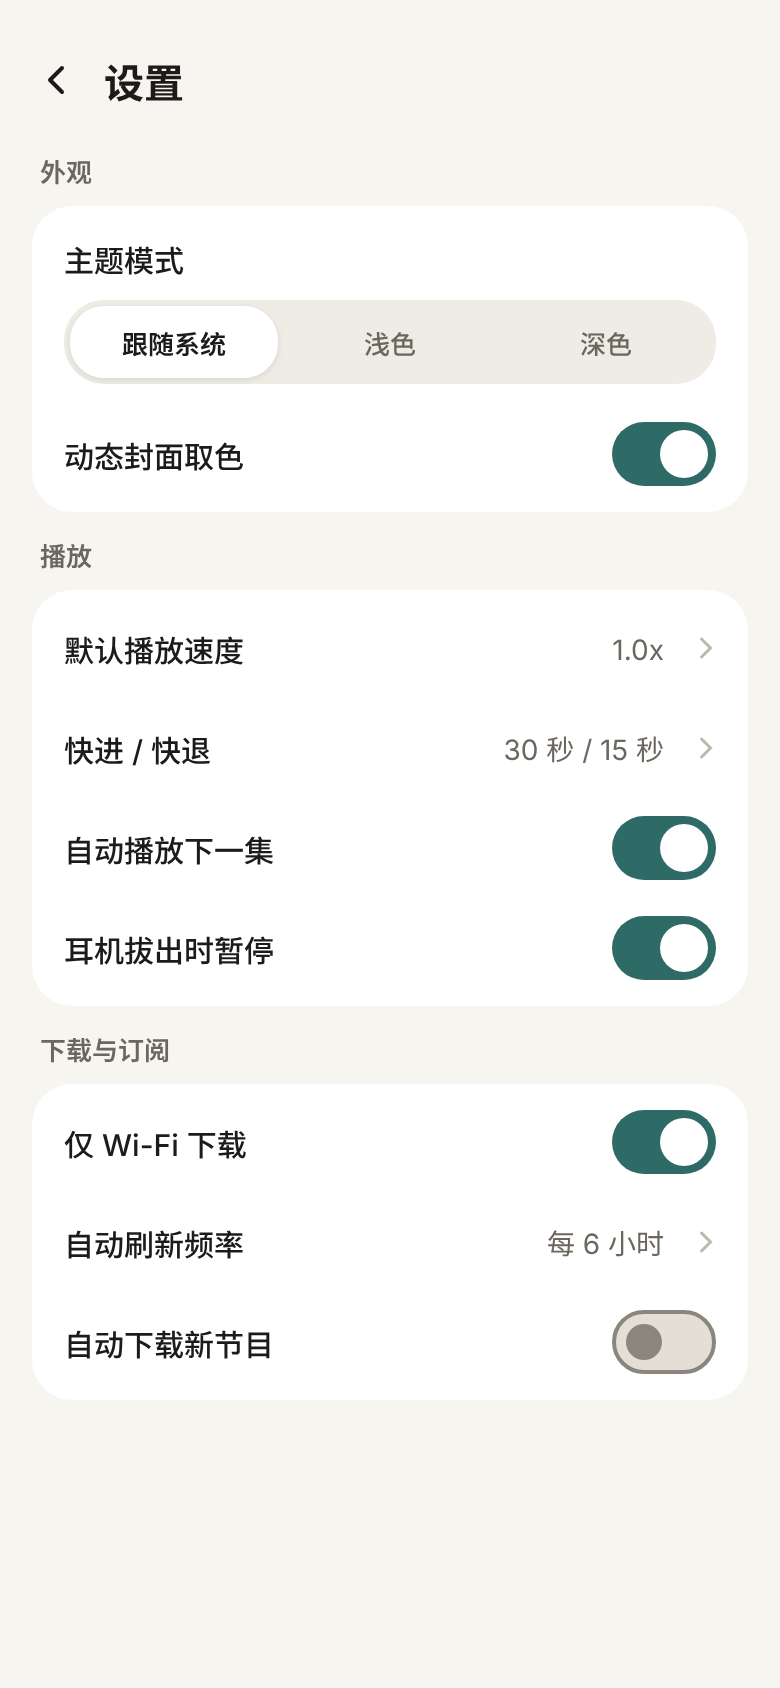 设置
外观
主题模式
跟随系统 浅色 深色
动态封面取色
播放
默认播放速度 1.0x
快进 / 快退 30 秒 / 15 秒
自动播放下一集
耳机拔出时暂停
下载与订阅
仅 Wi-Fi 下载
自动刷新频率 每 6 小时
自动下载新节目